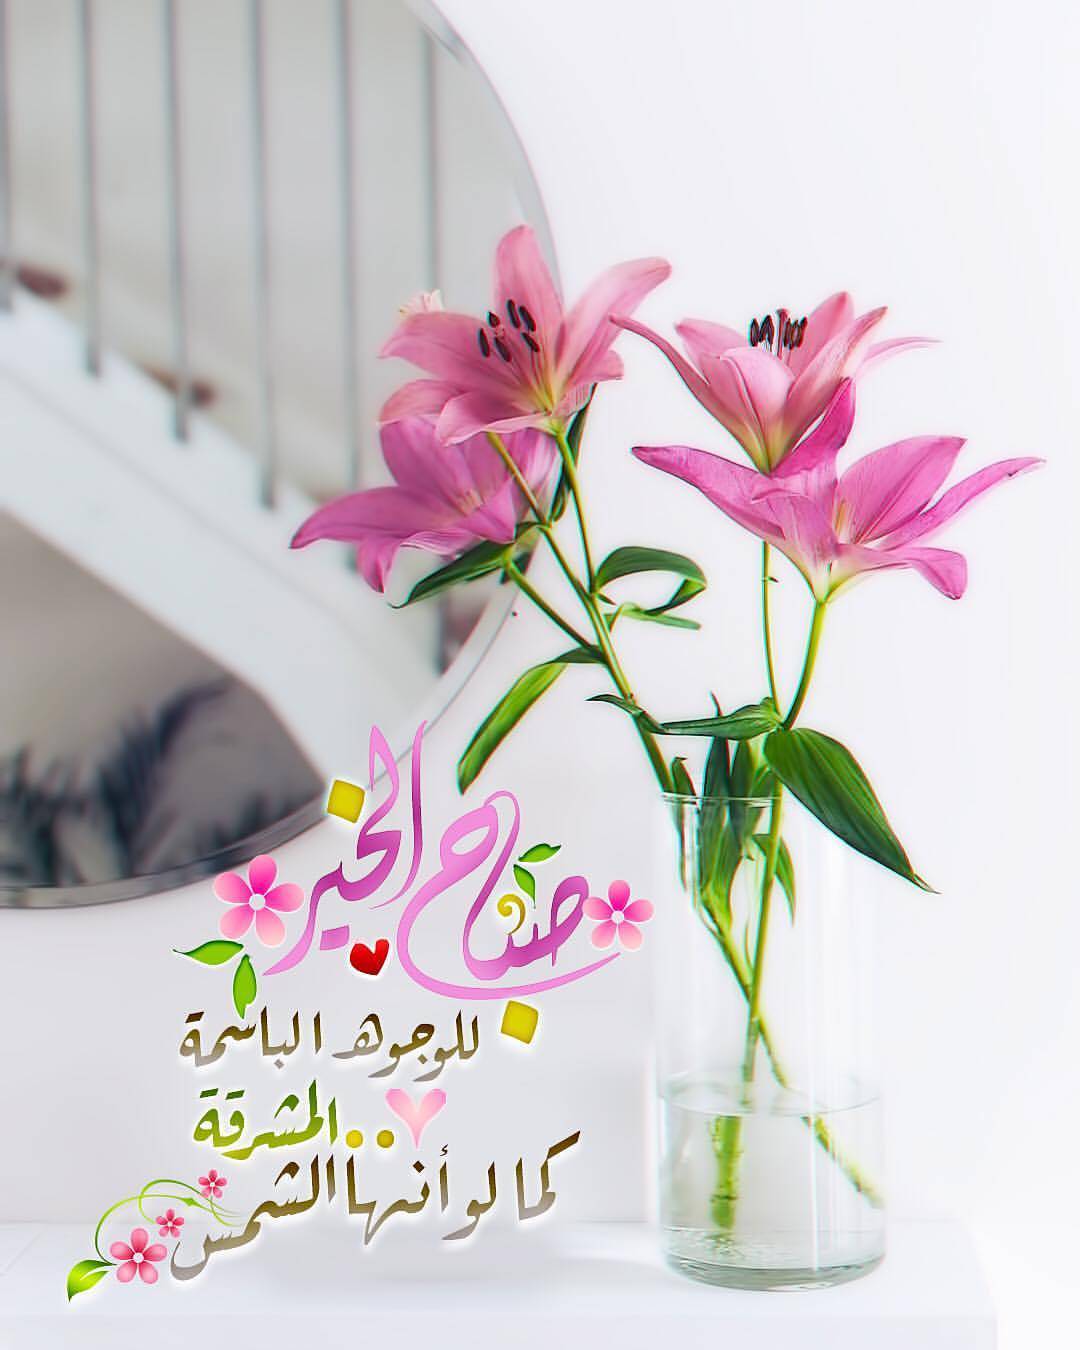 صباح الخير
للوجوه الباسمة
المشرقة..
كما لو أنها الشمس